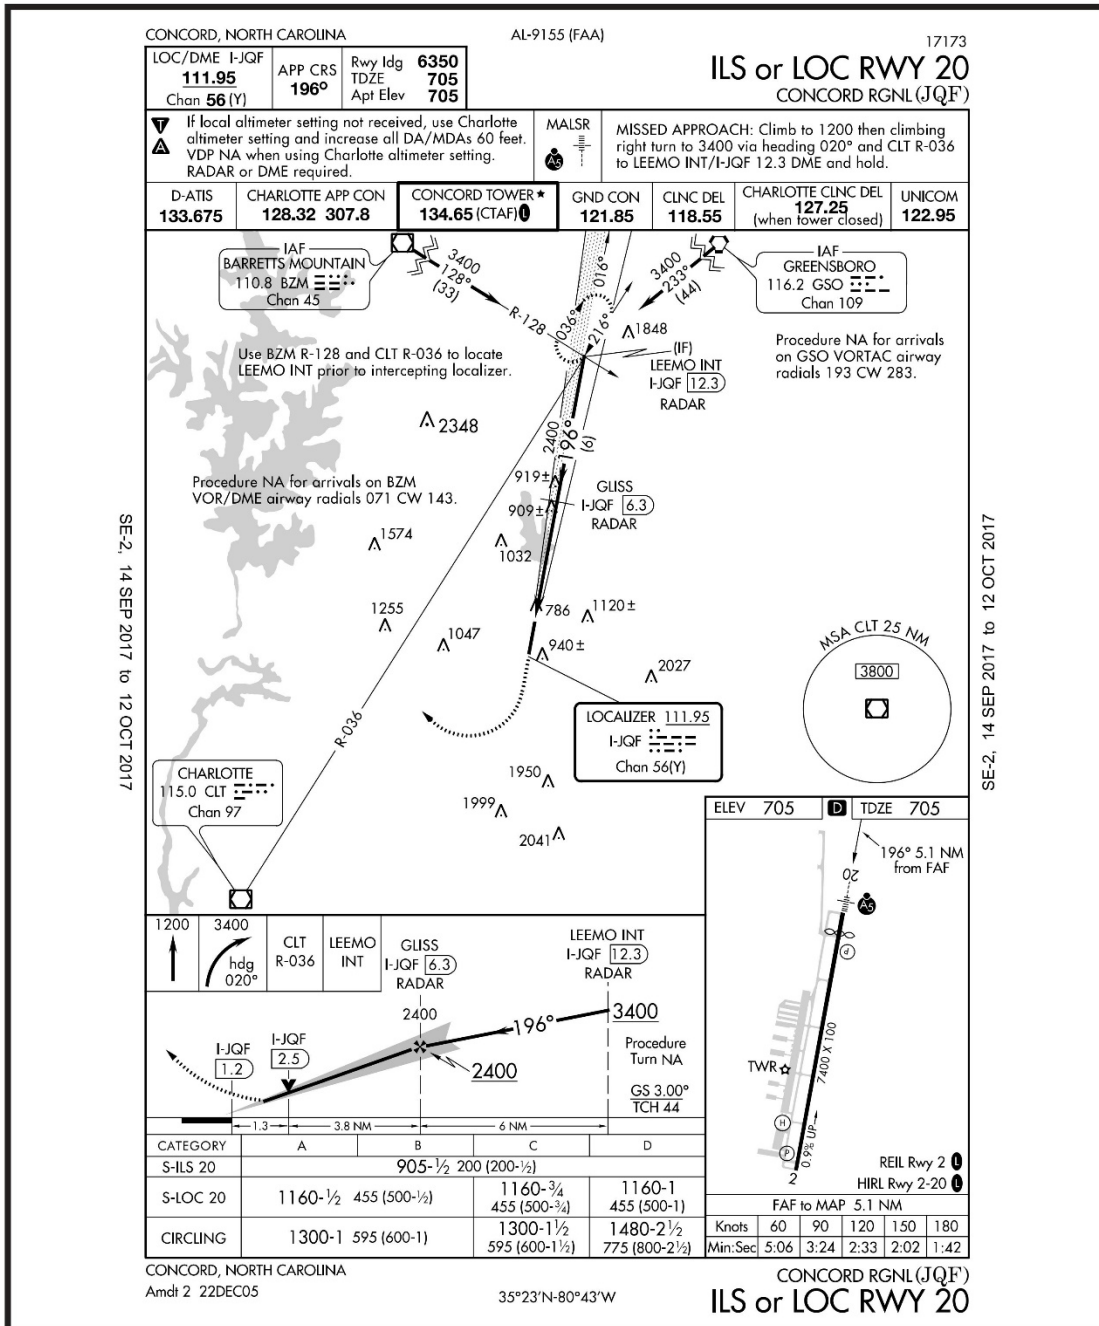 CONCORD, NORTH CAROLINA
AL-9155 (FAA)
17173
LOC/DME I-JQF
111.95
Chan 56 (Y)
APP CRS
196°
Rwy ldg 6350
TDZE 705
Apt Elev 705
ILS or LOC RWY 20
CONCORD RGNL (JQF)
T
A
If local altimeter setting not received, use Charlotte
altimeter setting and increase all DA/MDAs 60 feet.
VDP NA when using Charlotte altimeter setting.
RADAR or DME required.
MALSR
A5
MISSED APPROACH: Climb to 1200 then climbing
right turn to 3400 via heading 020° and CLT R-036
to LEEMO INT/I-JQF 12.3 DME and hold.
D-ATIS
133.675
CHARLOTTE APP CON
128.32 307.8
CONCORD TOWER ★
134.65 (CTAF) L
GND CON
121.85
CLNC DEL
118.55
CHARLOTTE CLNC DEL
127.25
(when tower closed)
UNICOM
122.95
IAF
BARRETTS MOUNTAIN
110.8 BZM
Chan 45
3400
128°
(33)
R-128
036°
016°
216°
3400
233°
(44)
IAF
GREENSBORO
116.2 GSO
Chan 109
1848
Procedure NA for arrivals
on GSO VORTAC airway
radials 193 CW 283.
Use BZM R-128 and CLT R-036 to locate
LEEMO INT prior to intercepting localizer.
(IF)
LEEMO INT
I-JQF 12.3
RADAR
2348
2400
196°
(6)
Procedure NA for arrivals on BZM
VOR/DME airway radials 071 CW 143.
919±
909±
GLISS
I-JQF 6.3
RADAR
1574
1032
1255
1047
786
1120±
940±
2027
MSA CLT 25 NM
3800
R-036
LOCALIZER 111.95
I-JQF
Chan 56(Y)
CHARLOTTE
115.0 CLT
Chan 97
1950
1999
2041
SE-2, 14 SEP 2017 to 12 OCT 2017
SE-2, 14 SEP 2017 to 12 OCT 2017
ELEV 705
D
TDZE 705
196° 5.1 NM
from FAF
20
A5
P
7400 X 100
TWR
H
P
0.9% UP
2
REIL Rwy 2 L
HIRL Rwy 2-20 L
FAF to MAP 5.1 NM
Knots 60 90 120 150 180
Min:Sec 5:06 3:24 2:33 2:02 1:42
1200
3400
hdg
020°
CLT
R-036
LEEMO
INT
GLISS
I-JQF 6.3
RADAR
LEEMO INT
I-JQF 12.3
RADAR
2400
196°
3400
I-JQF
1.2
I-JQF
2.5
2400
Procedure
Turn NA
GS 3.00°
TCH 44
1.3
3.8 NM
6 NM
CATEGORY A B C D
S-ILS 20 905-½ 200 (200-½)
S-LOC 20 1160-½ 455 (500-½)
1160-¾
455 (500-¾)
1160-1
455 (500-1)
CIRCLING 1300-1 595 (600-1)
1300-1½
595 (600-1½)
1480-2½
775 (800-2½)
CONCORD, NORTH CAROLINA
Amdt 2 22DEC05
35°23'N-80°43'W
CONCORD RGNL (JQF)
ILS or LOC RWY 20